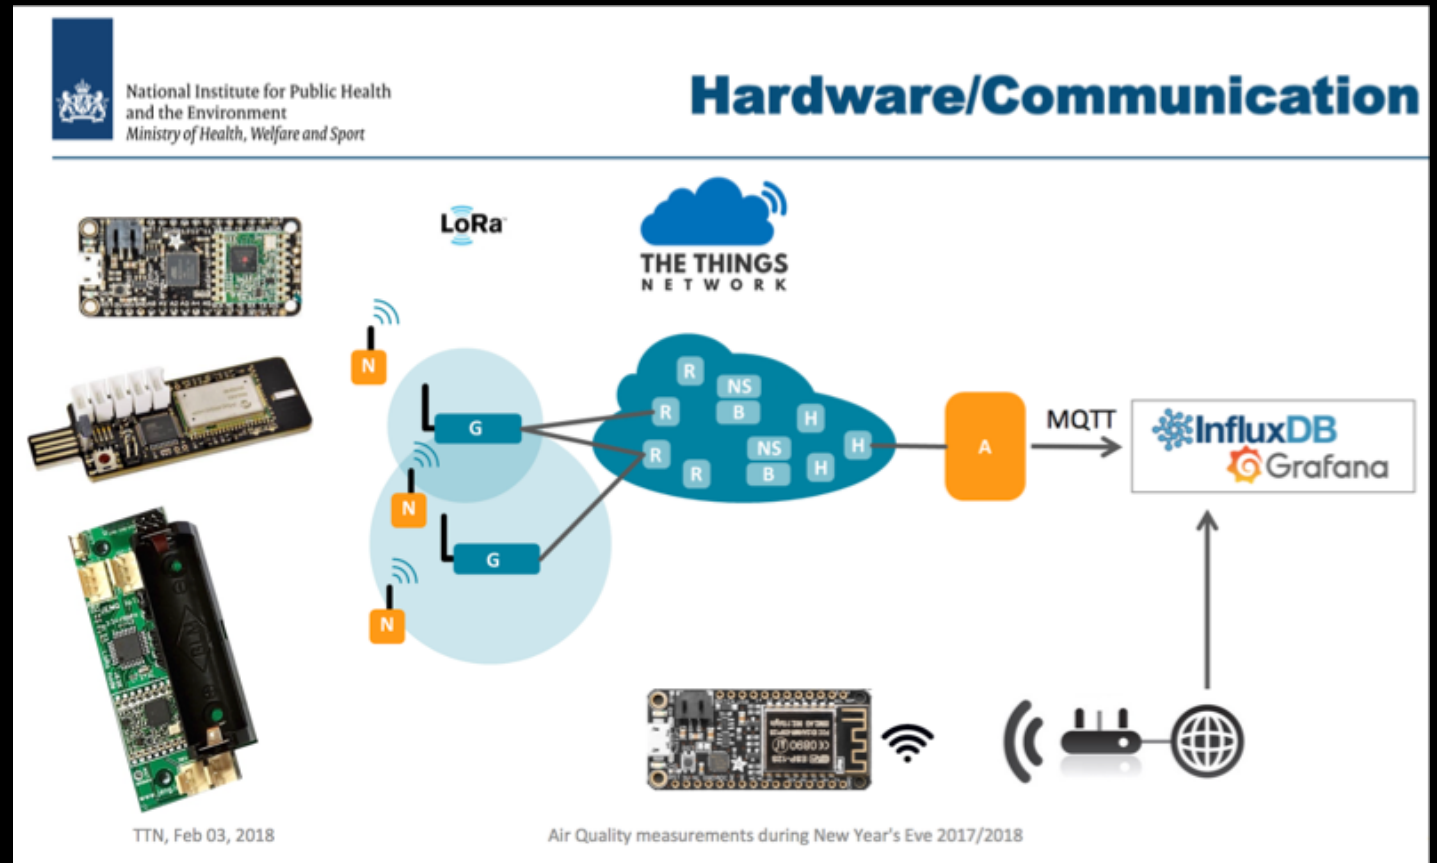 National Institute for Public Health
and the Environment
Ministry of Health, Welfare and Sport
Hardware/Communication
LoRa
THE THINGS
NETWORK
N
G
N
G
N
R
NS
R
B
H
R
NS
H
R
B
H
A
MQTT
InfluxDB
Grafana
TTN, Feb 03, 2018
Air Quality measurements during New Year's Eve 2017/2018